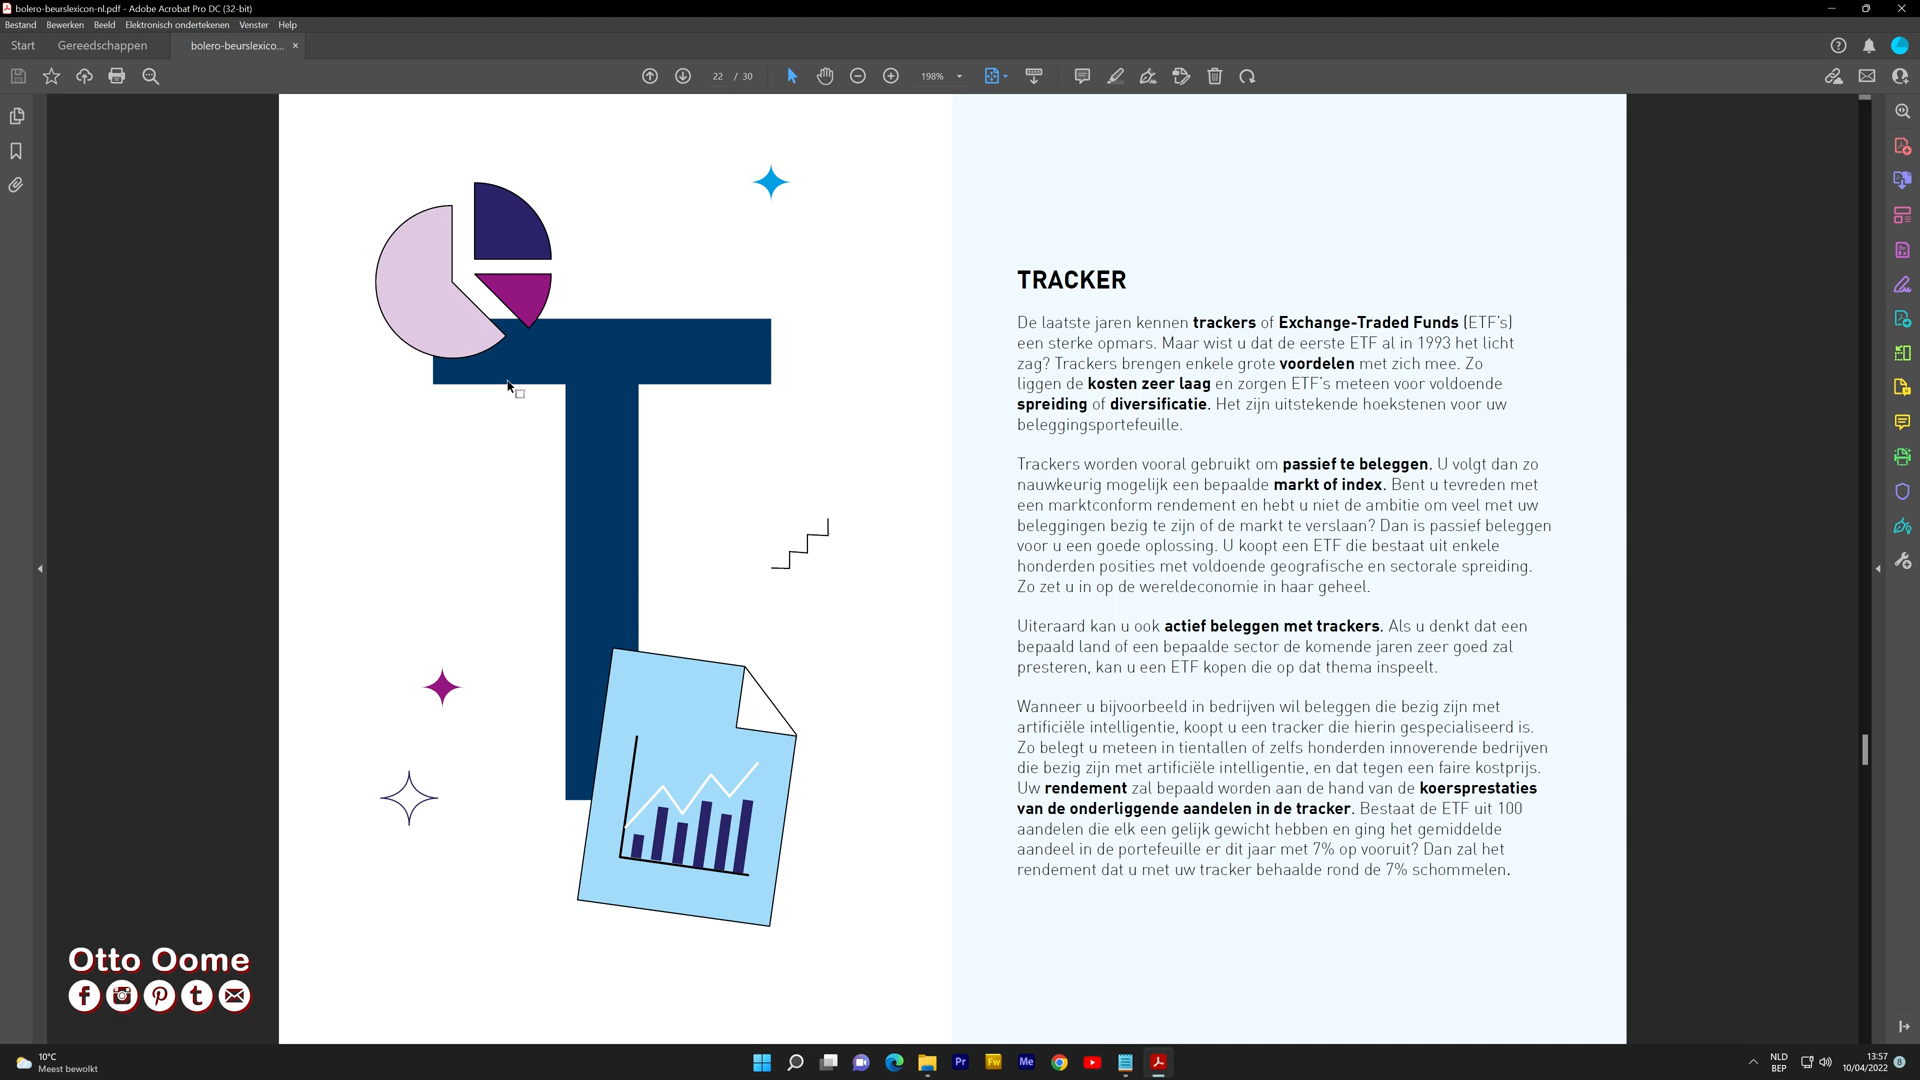 bolero-beurslexicon-nl.pdf - Adobe Acrobat Pro DC (32-bit)
Bestand Bewerken Beeld Elektronisch ondertekenen Venster Help
Start Gereedschappen bolero-beurslexico... ×
22 / 30 198%
TRACKER
De laatste jaren kennen trackers of Exchange-Traded Funds (ETF's)
een sterke opmars. Maar wist u dat de eerste ETF al in 1993 het licht
zag? Trackers brengen enkele grote voordelen met zich mee. Zo
liggen de kosten zeer laag en zorgen ETF's meteen voor voldoende
spreiding of diversificatie. Het zijn uitstekende hoekstenen voor uw
beleggingsportefeuille.
Trackers worden vooral gebruikt om passief te beleggen. U volgt dan zo
nauwkeurig mogelijk een bepaalde markt of index. Bent u tevreden met
een marktconform rendement en hebt u niet de ambitie om veel met uw
beleggingen bezig te zijn of de markt te verslaan? Dan is passief beleggen
voor u een goede oplossing. U koopt een ETF die bestaat uit enkele
honderden posities met voldoende geografische en sectorale spreiding.
Zo zet u in op de wereldeconomie in haar geheel.
Uiteraard kan u ook actief beleggen met trackers. Als u denkt dat een
bepaald land of een bepaalde sector de komende jaren zeer goed zal
presteren, kan u een ETF kopen die op dat thema inspeelt.
Wanneer u bijvoorbeeld in bedrijven wil beleggen die bezig zijn met
artificiële intelligentie, koopt u een tracker die hierin gespecialiseerd is.
Zo belegt u meteen in tientallen of zelfs honderden innoverende bedrijven
die bezig zijn met artificiële intelligentie, en dat tegen een faire kostprijs.
Uw rendement zal bepaald worden aan de hand van de koersprestaties
van de onderliggende aandelen in de tracker. Bestaat de ETF uit 100
aandelen die elk een gelijk gewicht hebben en ging het gemiddelde
aandeel in de portefeuille er dit jaar met 7% op vooruit? Dan zal het
rendement dat u met uw tracker behaalde rond de 7% schommelen.
T
Otto Oome
10°C
Meest bewolkt
Pr Fw Me
NLD
BEP
13:57
10/04/2022
8